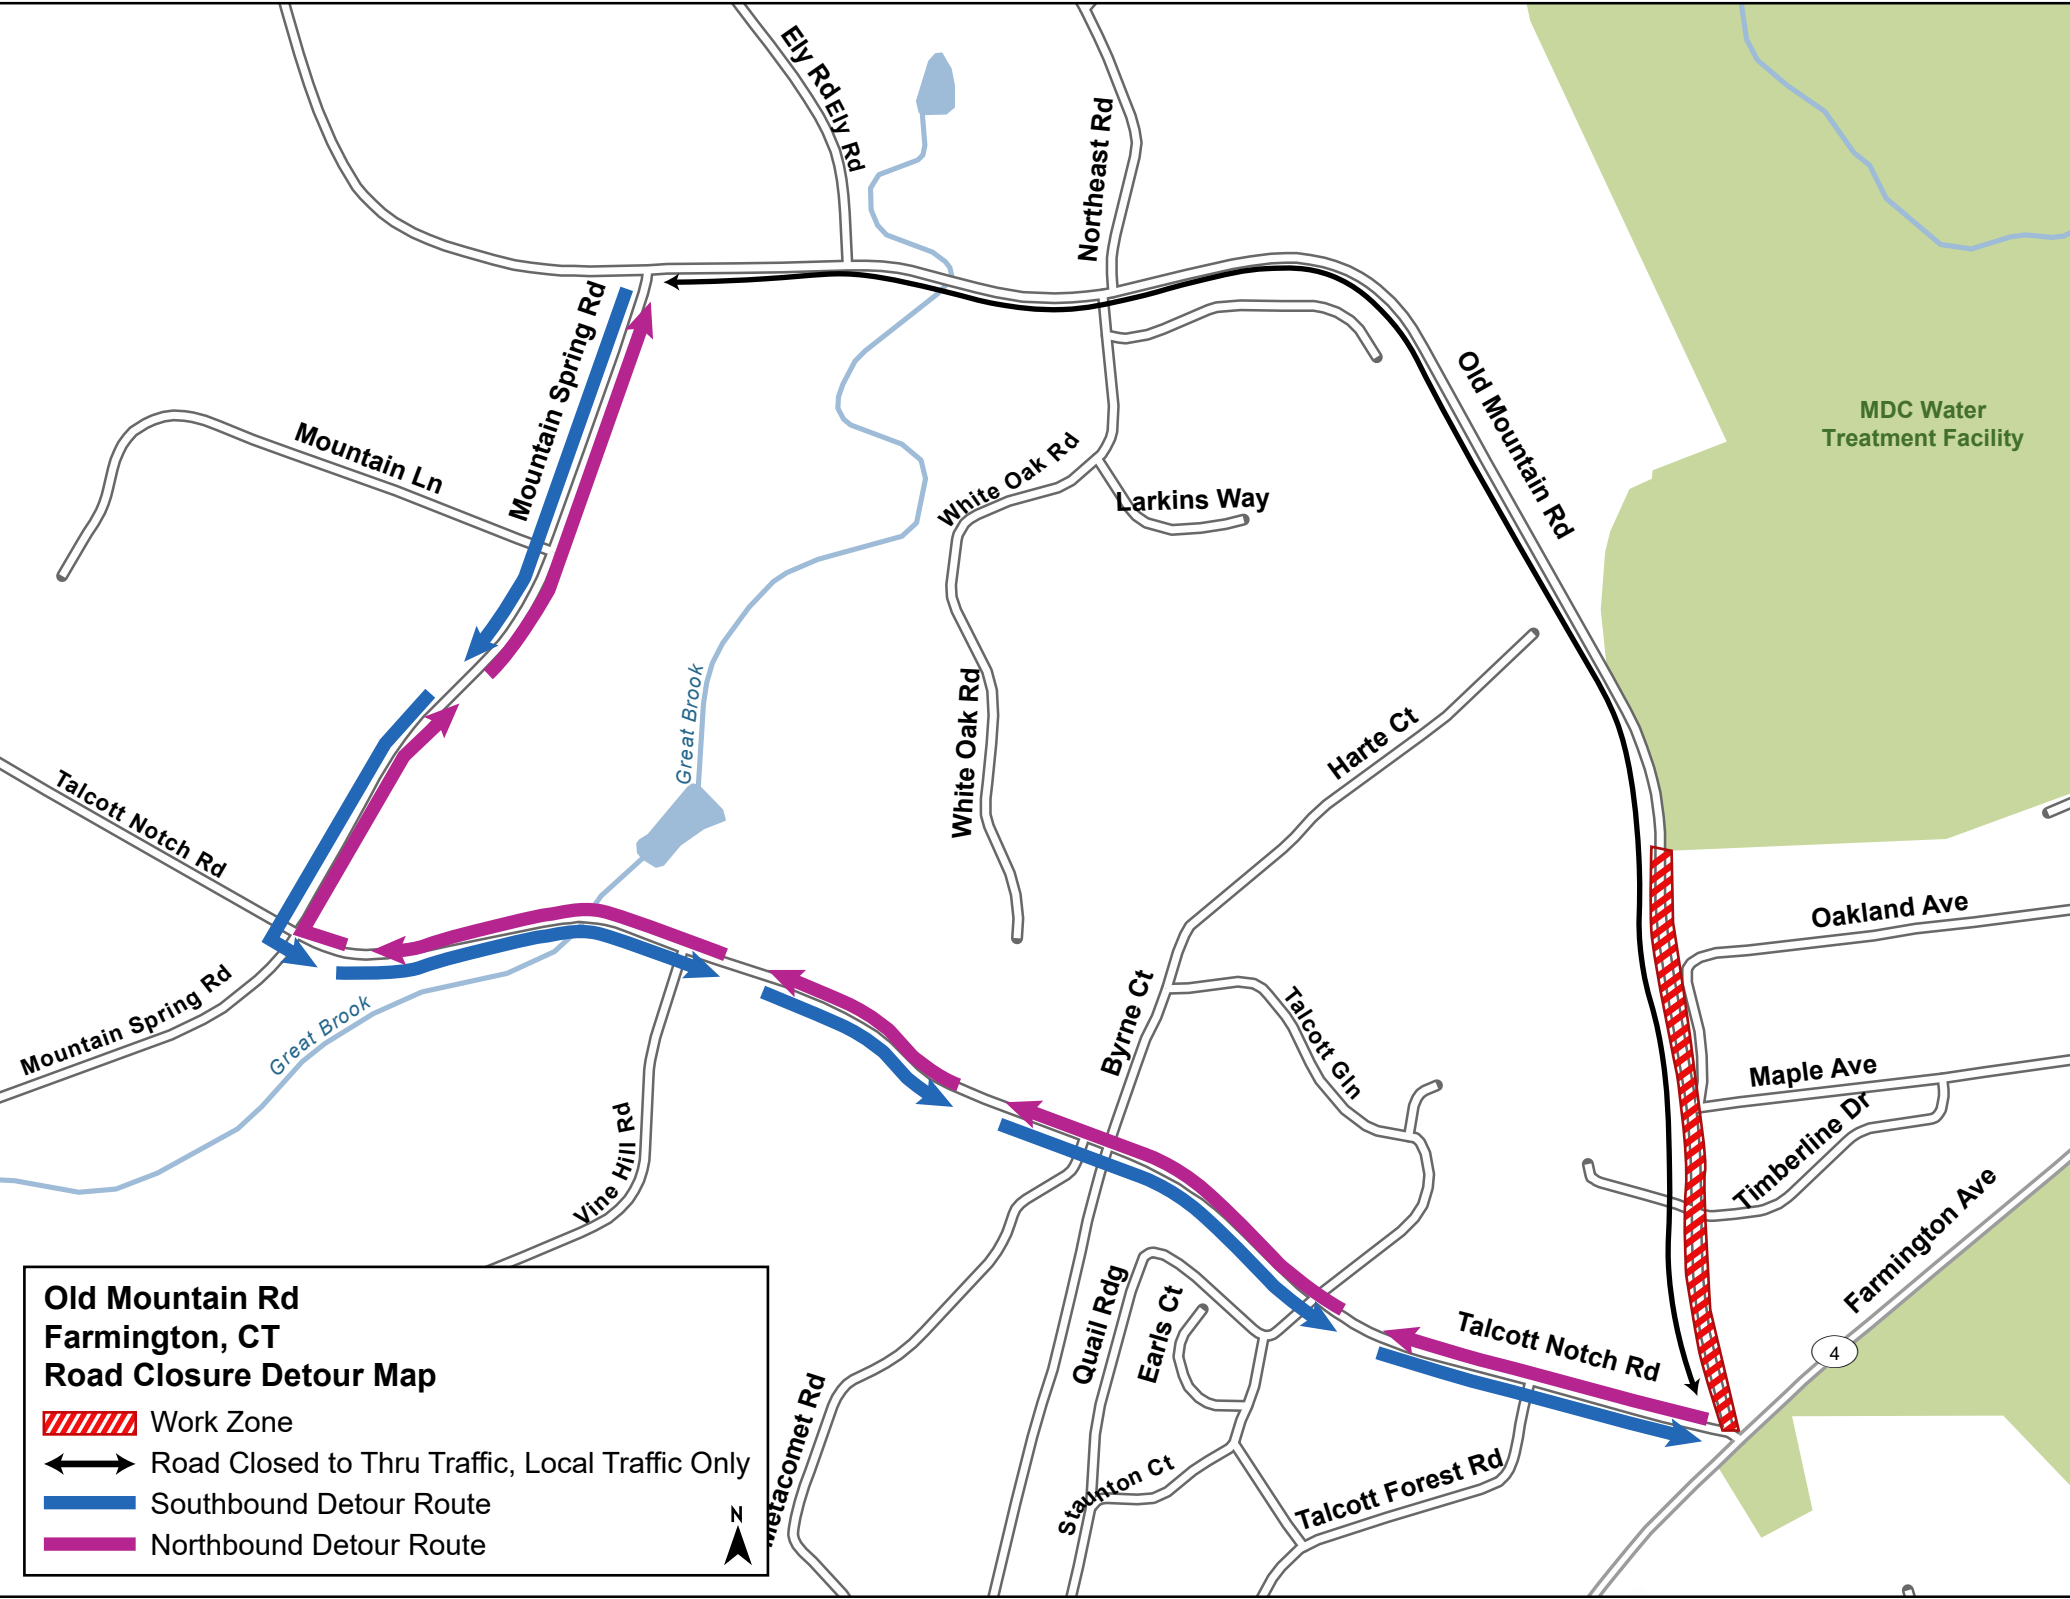 Ely Rd
Ely Rd
Northeast Rd
Mountain Spring Rd
Old Mountain Rd
MDC Water
Treatment Facility
Mountain Ln
White Oak Rd
Larkins Way
Great Brook
White Oak Rd
Harte Ct
Talcott Notch Rd
Oakland Ave
Mountain Spring Rd
Great Brook
Byrne Ct
Talcott Gln
Maple Ave
Timberline Dr
Vine Hill Rd
Farmington Ave
4
Quail Rdg
Earls Ct
Talcott Notch Rd
Metacomet Rd
Staunton Ct
Talcott Forest Rd
Old Mountain Rd
Farmington, CT
Road Closure Detour Map
Work Zone
Road Closed to Thru Traffic, Local Traffic Only
Southbound Detour Route
Northbound Detour Route
N